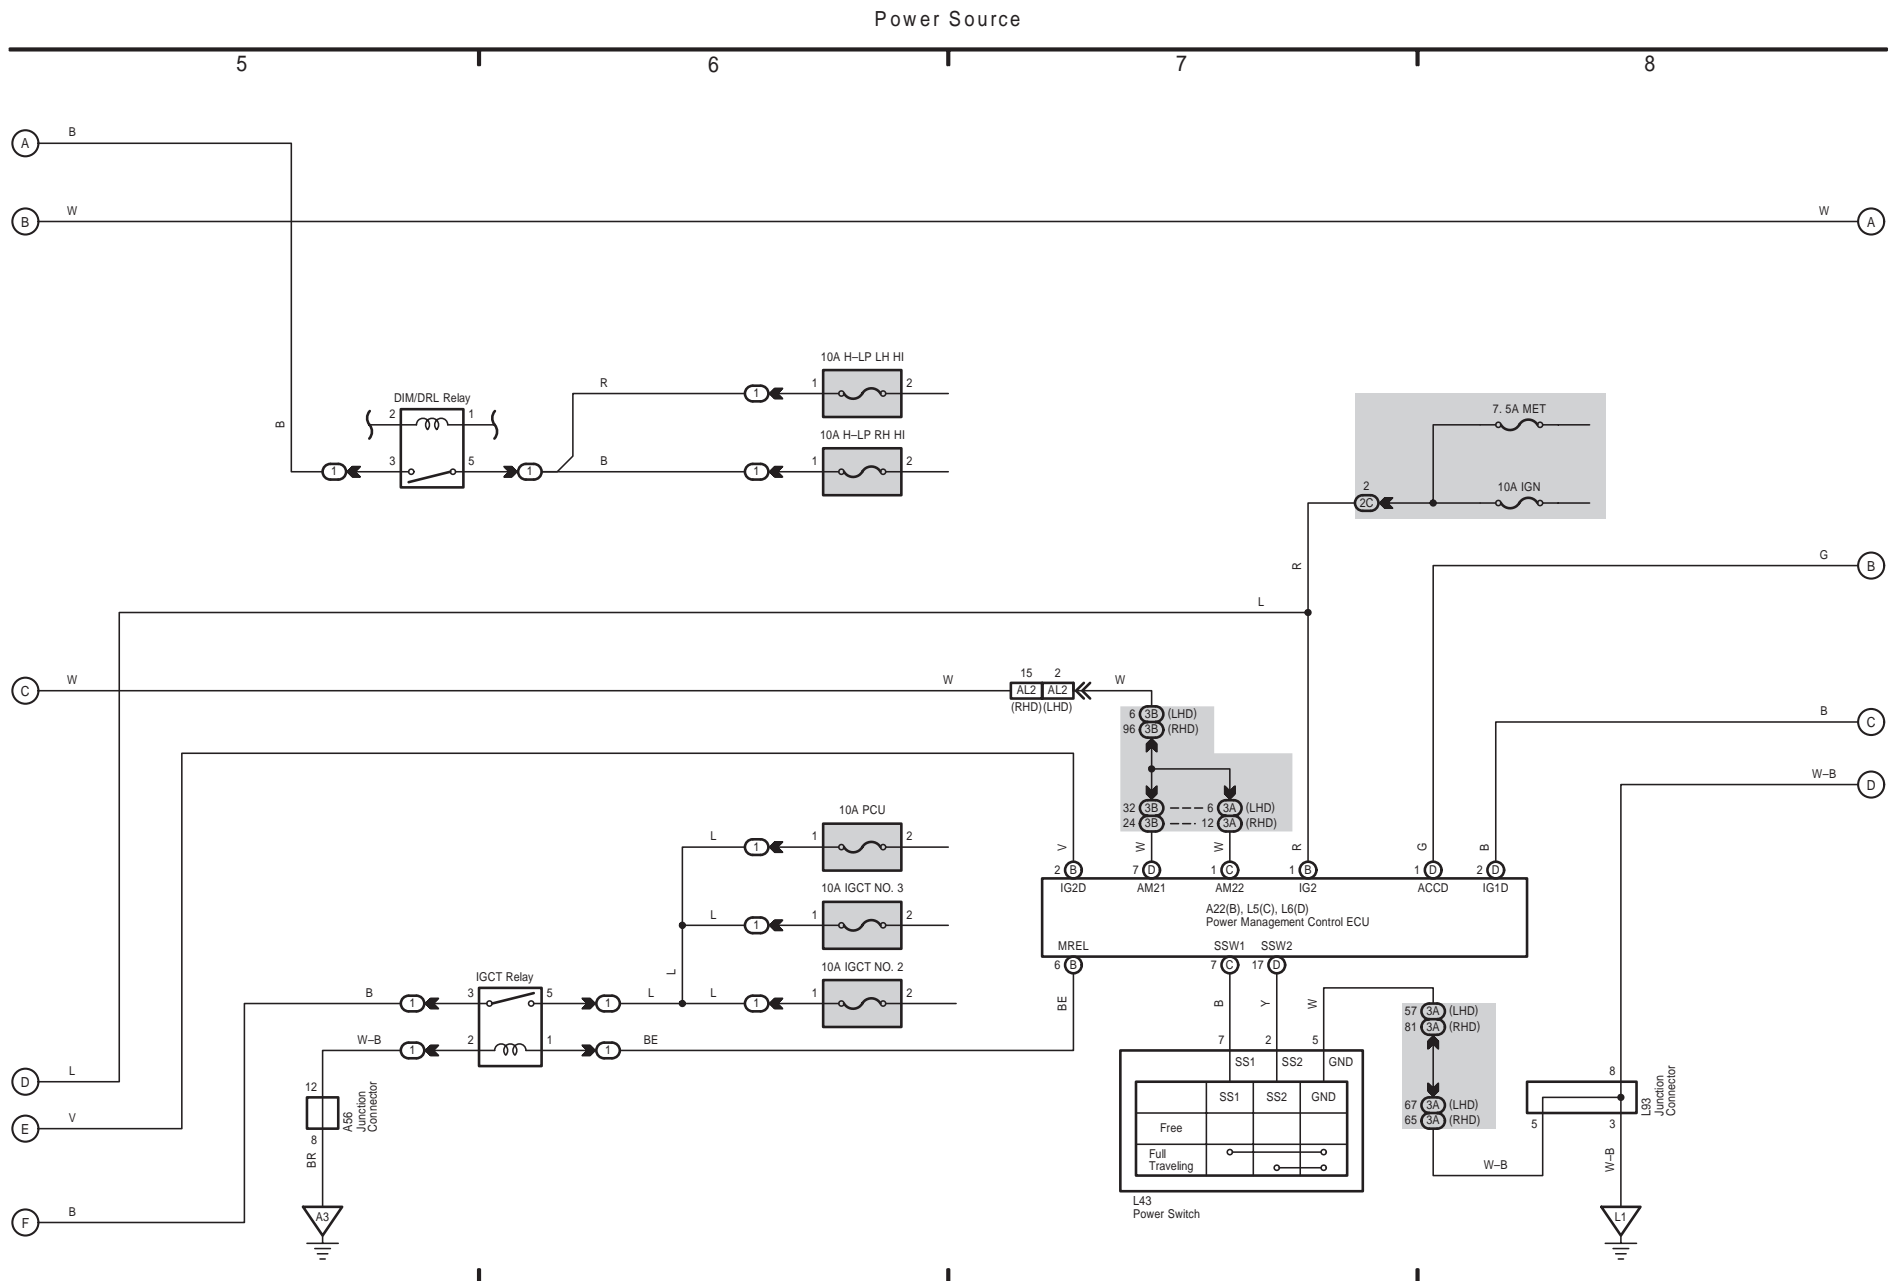 Power Source
5 6 7 8
A B
B W W A
10A H–LP LH HI
R 1 1 2
DIM/DRL Relay
2 1
10A H–LP RH HI
B 1 3 5 1 B 1 1 2
7. 5A MET
10A IGN
2
2C
R
G B
L
C W W
15 2
AL2 AL2
(RHD) (LHD)
W
6 3B (LHD)
96 3B (RHD)
B C
W–B D
32 3B 6 3A (LHD)
24 3B 12 3A (RHD)
10A PCU
L 1 1 2
V W W R G B
2 B 7 D 1 C 1 B 1 D 2 D
IG2D AM21 AM22 IG2 ACCD IG1D
A22(B), L5(C), L6(D)
Power Management Control ECU
MREL SSW1 SSW2
6 B 7 C 17 D
10A IGCT NO. 3
L 1 1 2
L
10A IGCT NO. 2
IGCT Relay
B 1 3 5 1 L L 1 1 2
W–B 1 2 1 1 BE
BE B Y W
57 3A (LHD)
81 3A (RHD)
7 2 5
SS1 SS2 GND
SS1 SS2 GND
Free
Full
Traveling
L43
Power Switch
67 3A (LHD)
65 3A (RHD)
W–B
8
5 3
L93
Junction
Connector
W–B
L1
D L
12
A56
Junction
Connector
8
BR
A3
E V
F B